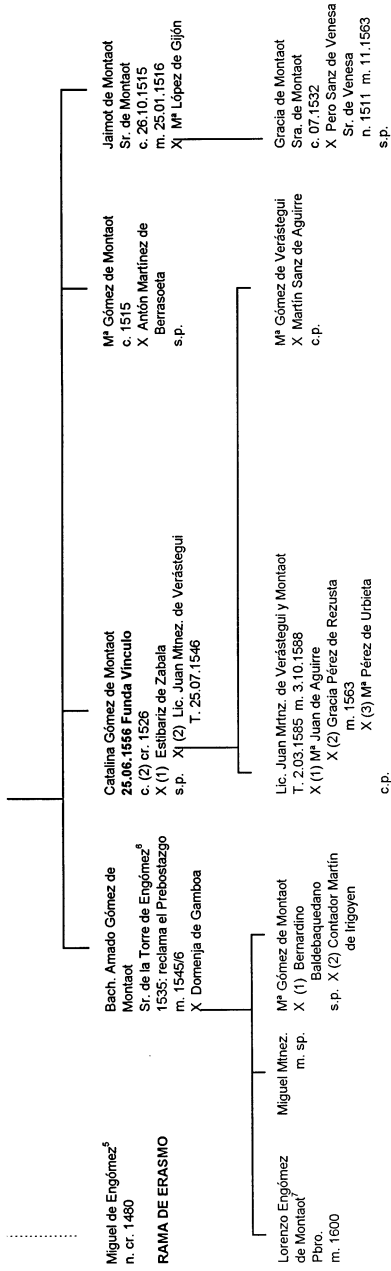 Miguel de Engómez⁵
n. cr. 1480
RAMA DE ERASMO
Bach. Amado Gómez de
Montaot
Sr. de la Torre de Engómez⁶
1535: reclama el Prebostazgo
m. 1545/6
X Domenja de Gamboa
Catalina Gómez de Montaot
25.06.1556 Funda Vínculo
c. (2) cr. 1526
X (1) Estibariz de Zabala
s.p. X (2) Lic. Juan Mtnez. de Verástegui
T. 25.07.1546
Mª Gómez de Montaot
c. 1515
X Antón Martínez de
Berrasoeta
s.p.
Jaimot de Montaot
Sr. de Montaot
c. 26.10.1515
m. 25.01.1516
X Mª López de Gijón
Lorenzo Engómez
de Montaot⁷
Pbro.
m. 1600
Miguel Mtnez.
m. sp.
Mª Gómez de Montaot
X (1) Bernardino
Baldebaquedano
s.p. X (2) Contador Martín
de Irigoyen
Lic. Juan Mrtnz. de Verástegui y Montaot
T. 2.03.1585 m. 3.10.1588
X (1) Mª Juan de Aguirre
X (2) Gracia Pérez de Rezusta
m. 1563
X (3) Mª Pérez de Urbieta
c.p.
Mª Gómez de Verástegui
X Martín Sanz de Aguirre
c.p.
Gracia de Montaot
Sra. de Montaot
c. 07.1532
X Pero Sanz de Venesa
Sr. de Venesa
n. 1511 m. 11.1563
s.p.